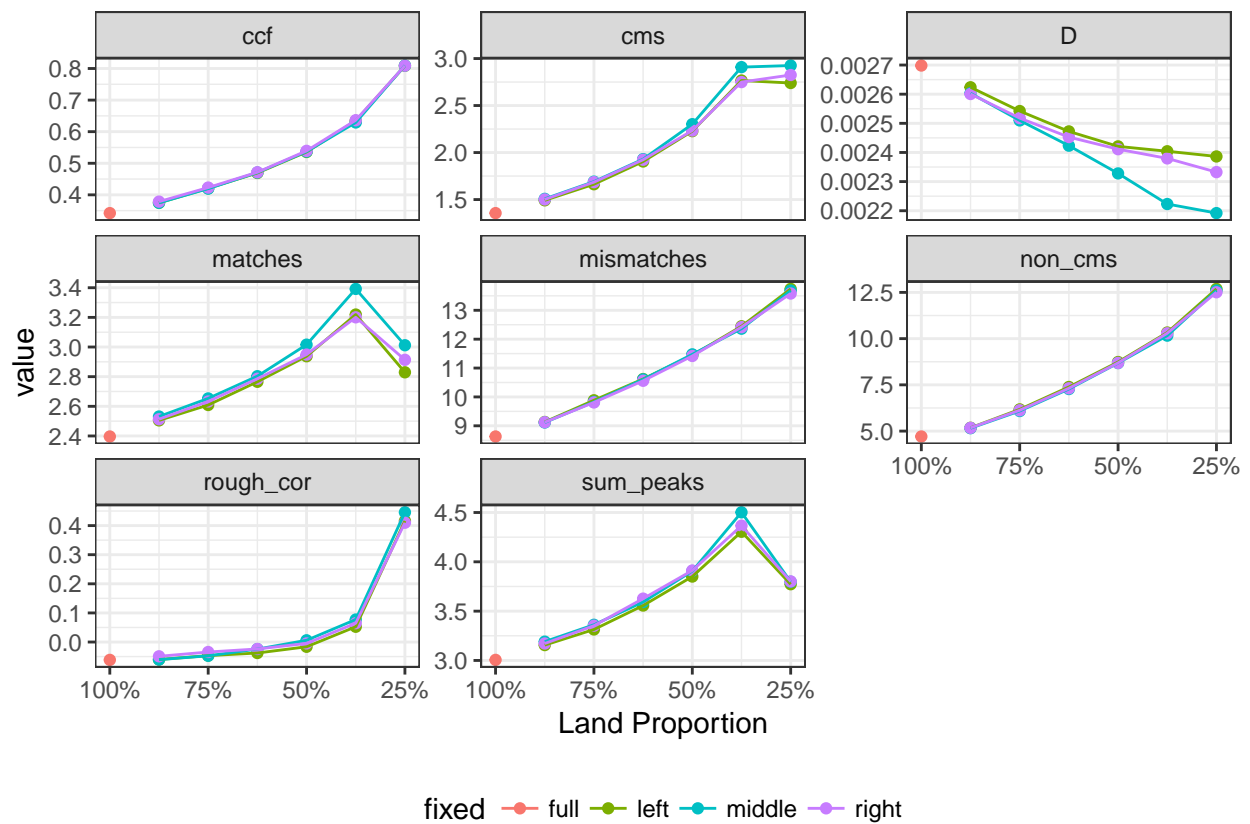 ccf
cms
D
0.8
0.7
0.6
0.5
0.4
3.0
2.5
2.0
1.5
0.0027
0.0026
0.0025
0.0024
0.0023
0.0022
matches
mismatches
non_cms
value
3.4
3.2
3.0
2.8
2.6
2.4
13
12
11
10
9
12.5
10.0
7.5
5.0
100% 75% 50% 25%
rough_cor
sum_peaks
0.4
0.3
0.2
0.1
0.0
4.5
4.0
3.5
3.0
100% 75% 50% 25%
100% 75% 50% 25%
Land Proportion
fixed full left middle right